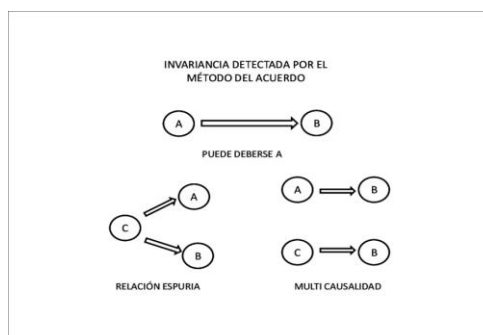 INVARIANCIA DETECTADA POR EL
MÉTODO DEL ACUERDO
A
B
PUEDE DEBERSE A
A
A
B
C
B
C
B
RELACIÓN ESPURIA
MULTI CAUSALIDAD